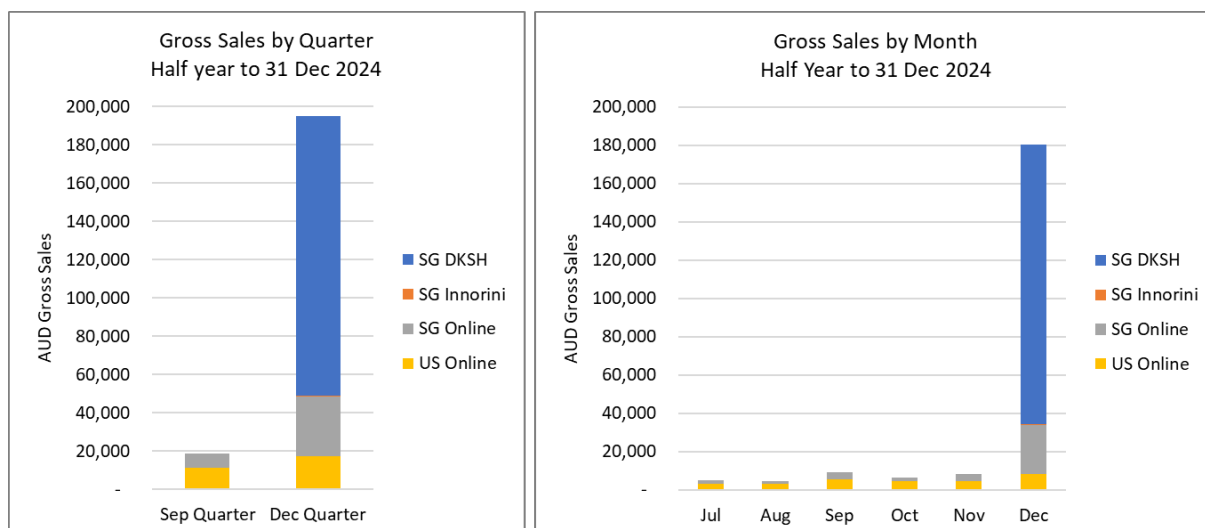 Gross Sales by Quarter
Half year to 31 Dec 2024
AUD Gross Sales
200,000
180,000
160,000
140,000
120,000
100,000
80,000
60,000
40,000
20,000
-
Sep Quarter Dec Quarter
SG DKSH
SG Innorini
SG Online
US Online
Gross Sales by Month
Half Year to 31 Dec 2024
AUD Gross Sales
200,000
180,000
160,000
140,000
120,000
100,000
80,000
60,000
40,000
20,000
-
Jul Aug Sep Oct Nov Dec
SG DKSH
SG Innorini
SG Online
US Online